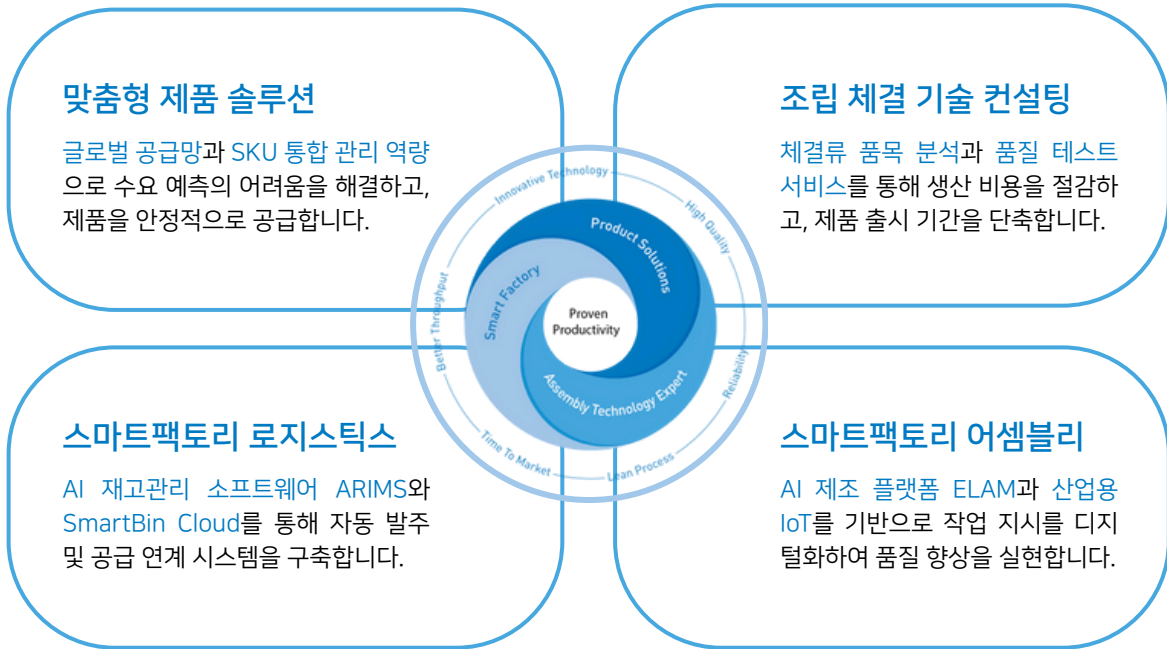 맞춤형 제품 솔루션
글로벌 공급망과 SKU 통합 관리 역량
으로 수요 예측의 어려움을 해결하고,
제품을 안정적으로 공급합니다.
조립 체결 기술 컨설팅
체결류 품목 분석과 품질 테스트
서비스를 통해 생산 비용을 절감하
고, 제품 출시 기간을 단축합니다.
Innovative Technology
High Quality
Better Throughput
Reliability
Time To Market
Lean Process
Product Solutions
Smart Factory
Assembly Technology Expert
Proven
Productivity
스마트팩토리 로지스틱스
AI 재고관리 소프트웨어 ARIMS와
SmartBin Cloud를 통해 자동 발주
및 공급 연계 시스템을 구축합니다.
스마트팩토리 어셈블리
AI 제조 플랫폼 ELAM과 산업용
IoT를 기반으로 작업 지시를 디지
털화하여 품질 향상을 실현합니다.